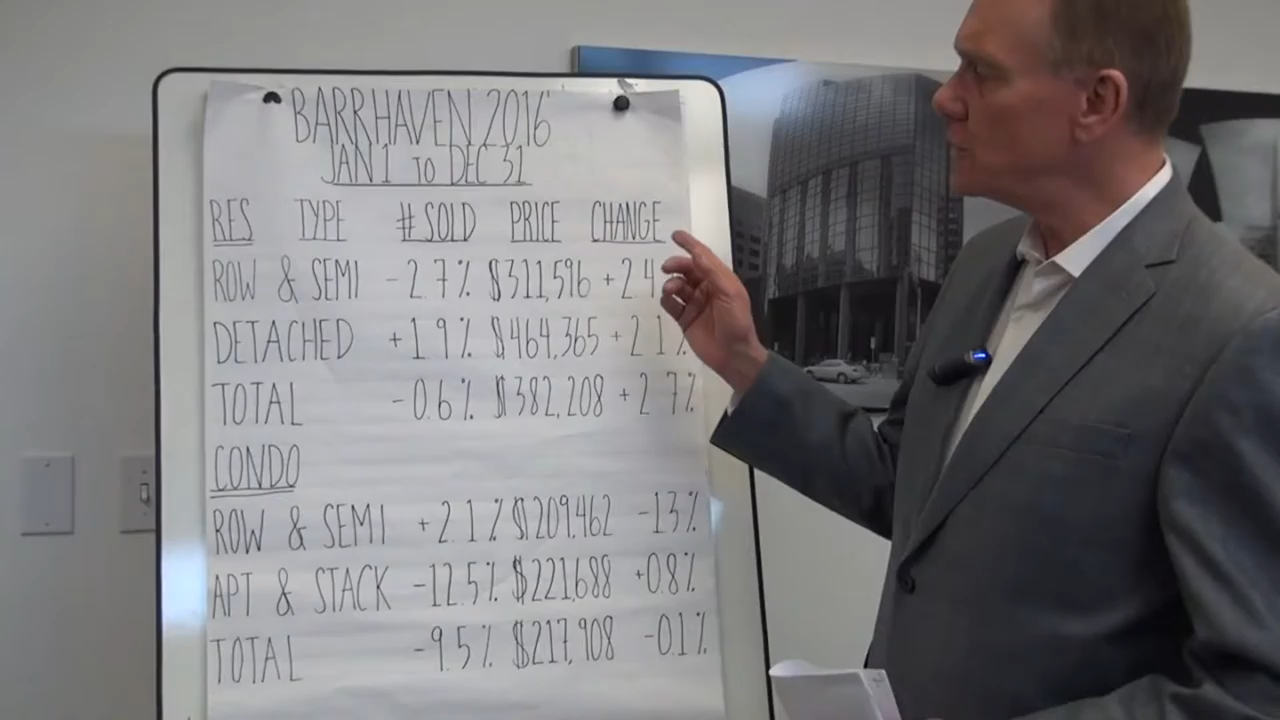 BARRHAVEN 2016
JAN 1 TO DEC 31
RES TYPE # SOLD PRICE CHANGE
ROW & SEMI -2.7% $311,596 +2.4
DETACHED +1.9% $464,365 +2.1%
TOTAL -0.6% $382,208 +2.7%
CONDO
ROW & SEMI +2.1% $209,462 -1.3%
APT & STACK -12.5% $221,688 +0.8%
TOTAL -9.5% $217,908 -0.1%